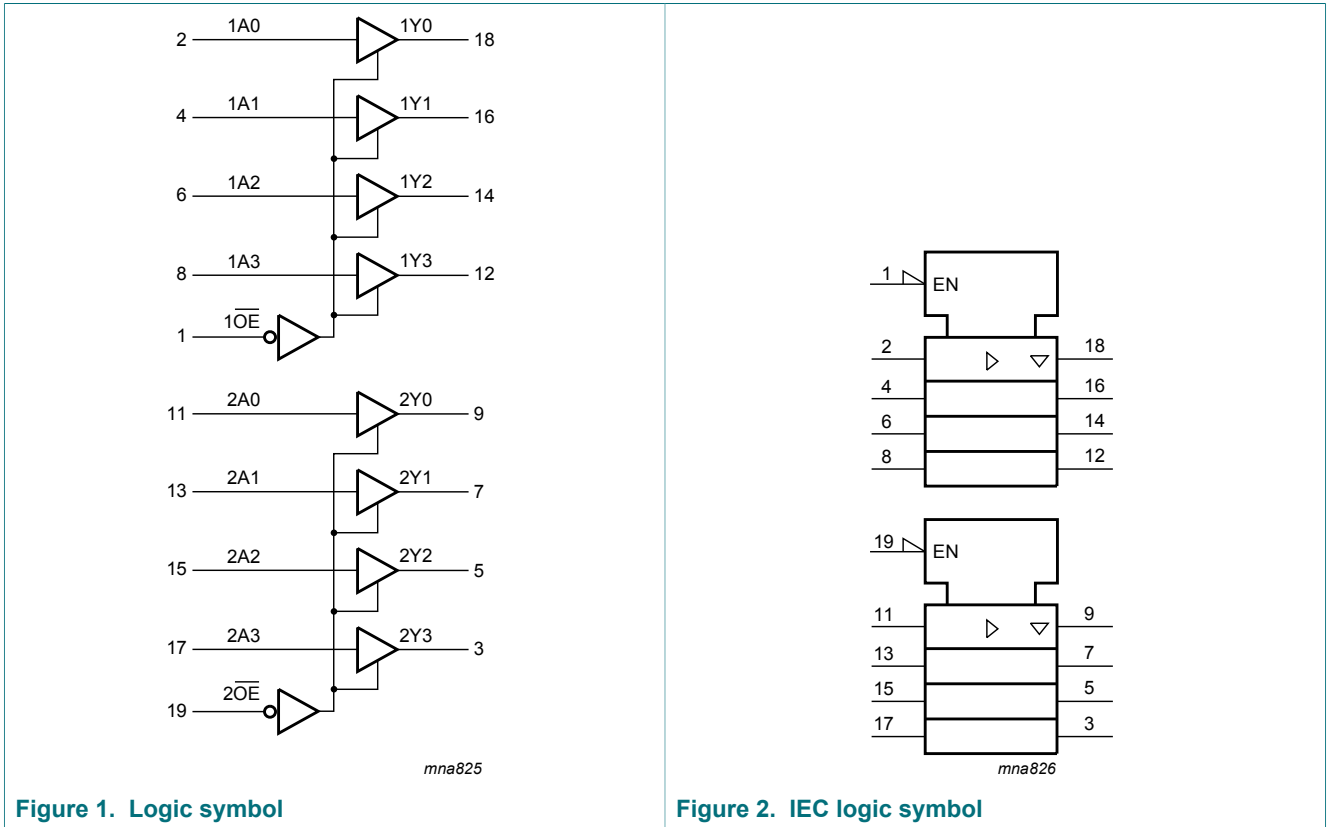 2 1A0 1Y0 18
4 1A1 1Y1 16
6 1A2 1Y2 14
8 1A3 1Y3 12
1 1O̅E̅
11 2A0 2Y0 9
13 2A1 2Y1 7
15 2A2 2Y2 5
17 2A3 2Y3 3
19 2O̅E̅
mna825
Figure 1. Logic symbol
1 EN
2 18
4 16
6 14
8 12
19 EN
11 9
13 7
15 5
17 3
mna826
Figure 2. IEC logic symbol